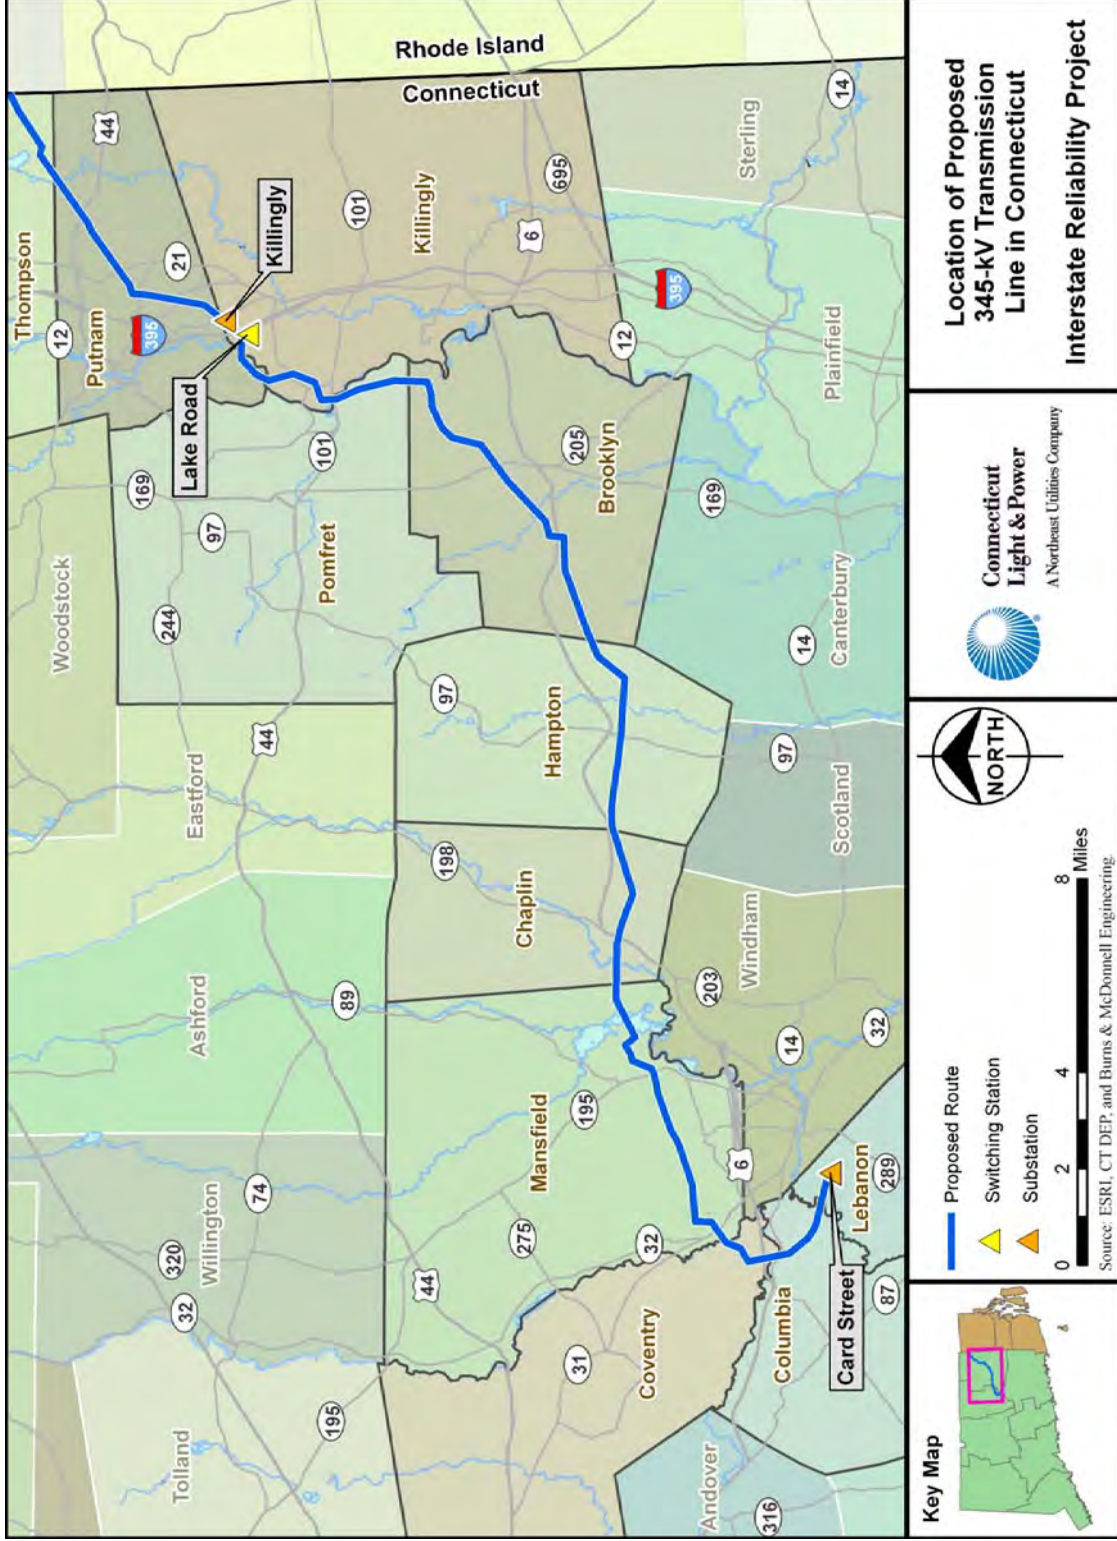 Rhode Island
Connecticut
Thompson
12
Putnam
395
44
21
Killingly
Lake Road
101
Killingly
695
6
Sterling
14
Woodstock
169
244
97
Pomfret
101
Brooklyn
205
12
395
Plainfield
169
Canterbury
14
Eastford
44
97
Hampton
97
Scotland
198
Chaplin
Ashford
89
203
Windham
14
32
Willington
74
320
32
Mansfield
195
275
44
32
6
Lebanon
289
Tolland
195
31
Coventry
Columbia
Card Street
87
Andover
316
Key Map
Proposed Route
Switching Station
Substation
0 2 4 8
Miles
Source: ESRI, CT DEP, and Burns & McDonnell Engineering.
NORTH
Connecticut
Light & Power
A Northeast Utilities Company
Location of Proposed
345-kV Transmission
Line in Connecticut
Interstate Reliability Project